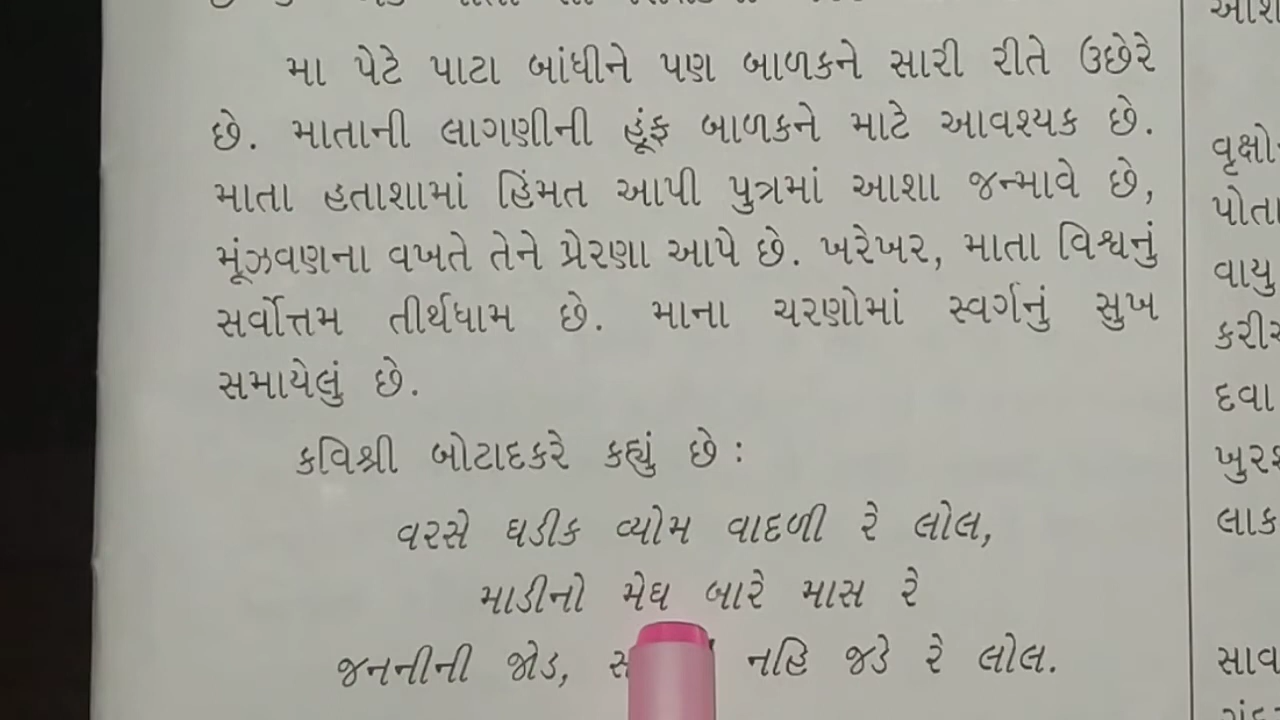 મા પેટે પાટા બાંધીને પણ બાળકને સારી રીતે ઉછેરે
છે. માતાની લાગણીની હૂંફ બાળકને માટે આવશ્યક છે.
માતા હતાશામાં હિંમત આપી પુત્રમાં આશા જન્માવે છે,
મૂંઝવણના વખતે તેને પ્રેરણા આપે છે. ખરેખર, માતા વિશ્વનું
સર્વોત્તમ તીર્થધામ છે. માના ચરણોમાં સ્વર્ગનું સુખ
સમાયેલું છે.
કવિશ્રી બોટાદકરે કહ્યું છે :
વરસે ઘડીક વ્યોમ વાદળી રે લોલ,
માડીનો મેઘ બારે માસ રે
જનનીની જોડ, નહિ જડે રે લોલ.
પોતા
વાયુ
દવા
લાક
સાવ